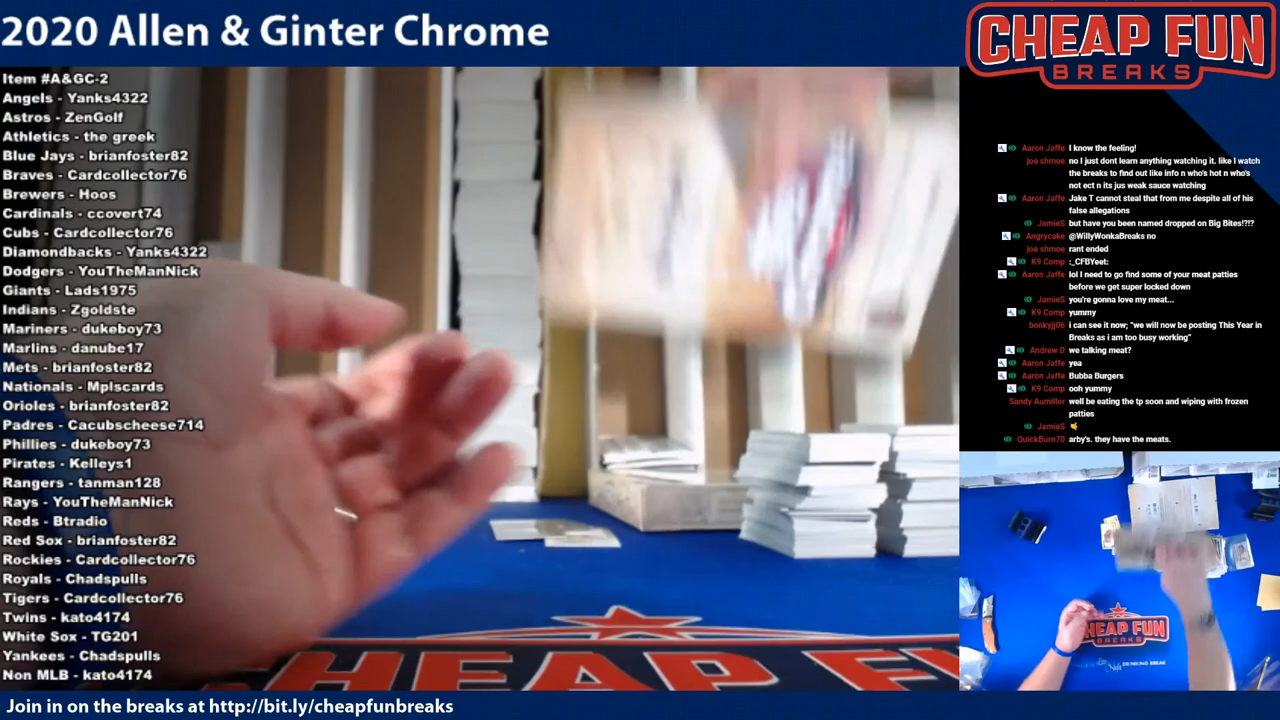 2020 Allen & Ginter Chrome
Item #A&GC-2
Angels - Yanks4322
Astros - ZenGolf
Athletics - the greek
Blue Jays - brianfoster82
Braves - Cardcollector76
Brewers - Hoos
Cardinals - ccovert74
Cubs - Cardcollector76
Diamondbacks - Yanks4322
Dodgers - YouTheManNick
Giants - Lads1975
Indians - Zgoldste
Mariners - dukeboy73
Marlins - danube17
Mets - brianfoster82
Nationals - Mplscards
Orioles - brianfoster82
Padres - Cacubscheese714
Phillies - dukeboy73
Pirates - Kelleys1
Rangers - tanman128
Rays - YouTheManNick
Reds - Btradio
Red Sox - brianfoster82
Rockies - Cardcollector76
Royals - Chadspulls
Tigers - Cardcollector76
Twins - kato4174
White Sox - TG201
Yankees - Chadspulls
Non MLB - kato4174
Join in on the breaks at http://bit.ly/cheapfunbreaks
CHEAP FUN
BREAKS
Aaron Jaffe I know the feeling!
joe shmoe no I just dont learn anything watching it. like I watch
the breaks to find out like info n who's hot n who's
not ect n its jus weak sauce watching
Aaron Jaffe Jake T cannot steal that from me despite all of his
false allegations
JamieS but have you been named dropped on Big Bites!?!?
Angrycake @WillyWonkaBreaks no
joe shmoe rant ended
K9 Comp :_CFBYeet:
Aaron Jaffe lol I need to go find some of your meat patties
before we get super locked down
JamieS you're gonna love my meat...
K9 Comp yummy
bonkyjj06 i can see it now; "we will now be posting This Year in
Breaks as i am too busy working"
Andrew D we talking meat?
Aaron Jaffe yea
Aaron Jaffe Bubba Burgers
K9 Comp ooh yummy
Sandy Aumiller well be eating the tp soon and wiping with frozen
patties
JamieS
QuickBurn70 arby's. they have the meats.
CHEAP FUN
CHEAP FUN
BREAKS
DRINKING BREAK